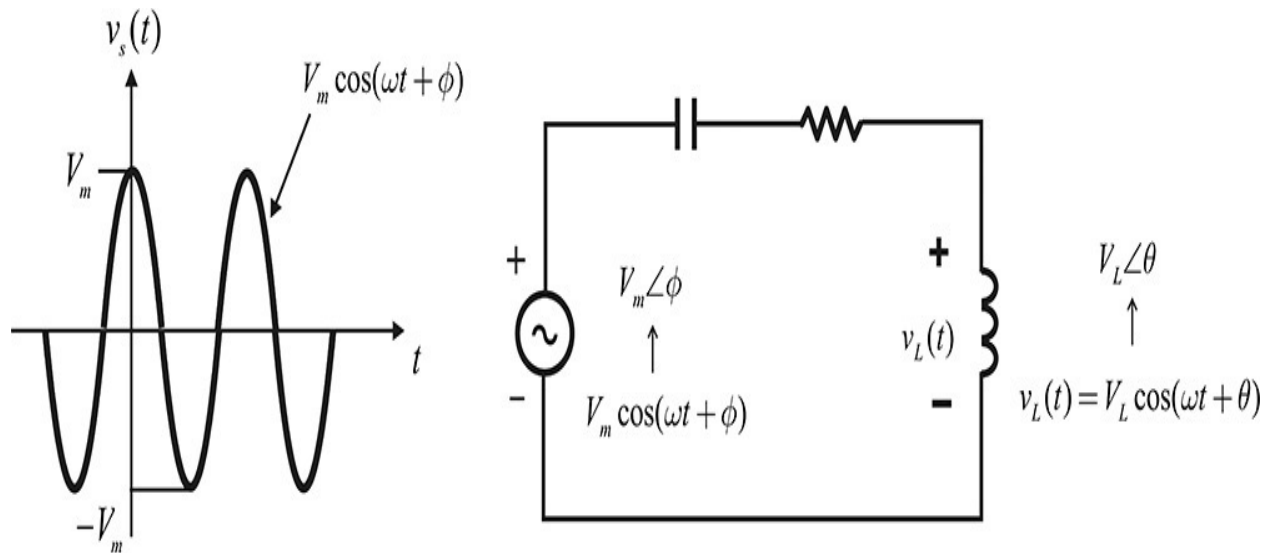 v_s(t)
V_m cos(ωt + ϕ)
V_m
t
−V_m
+
−
V_m∠ϕ
↑
V_m cos(ωt + ϕ)
+
v_L(t)
−
V_L∠θ
↑
v_L(t) = V_L cos(ωt + θ)